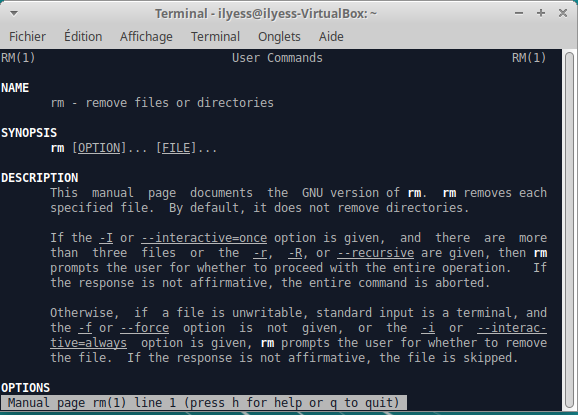 Terminal - ilyess@ilyess-VirtualBox: ~
Fichier Édition Affichage Terminal Onglets Aide
RM(1) User Commands RM(1)
NAME
rm - remove files or directories
SYNOPSIS
rm [OPTION]... [FILE]...
DESCRIPTION
This manual page documents the GNU version of rm. rm removes each
specified file. By default, it does not remove directories.
If the -I or --interactive=once option is given, and there are more
than three files or the -r, -R, or --recursive are given, then rm
prompts the user for whether to proceed with the entire operation. If
the response is not affirmative, the entire command is aborted.
Otherwise, if a file is unwritable, standard input is a terminal, and
the -f or --force option is not given, or the -i or --interac-
tive=always option is given, rm prompts the user for whether to remove
the file. If the response is not affirmative, the file is skipped.
OPTIONS
Manual page rm(1) line 1 (press h for help or q to quit)